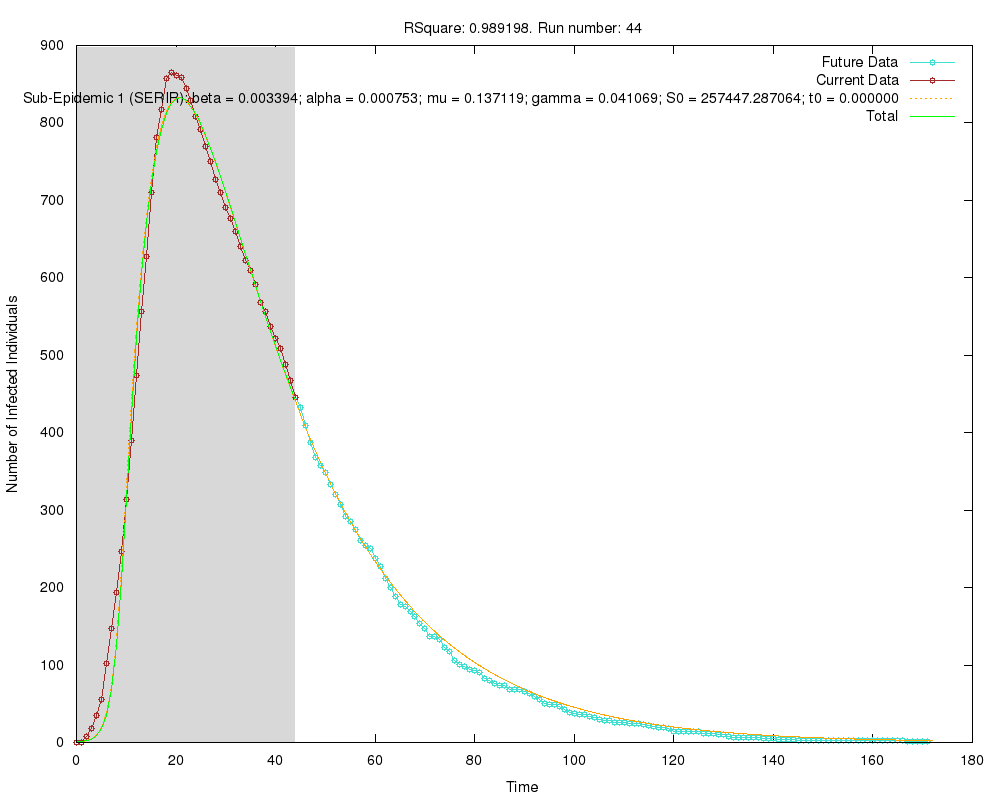 RSquare: 0.989198. Run number: 44
Future Data
Current Data
Sub-Epidemic 1 (SERIR) beta = 0.003394; alpha = 0.000753; mu = 0.137119; gamma = 0.041069; S0 = 257447.287064; t0 = 0.000000
Total
900
800
700
600
500
400
300
200
100
0
Number of Infected Individuals
0 20 40 60 80 100 120 140 160 180
Time